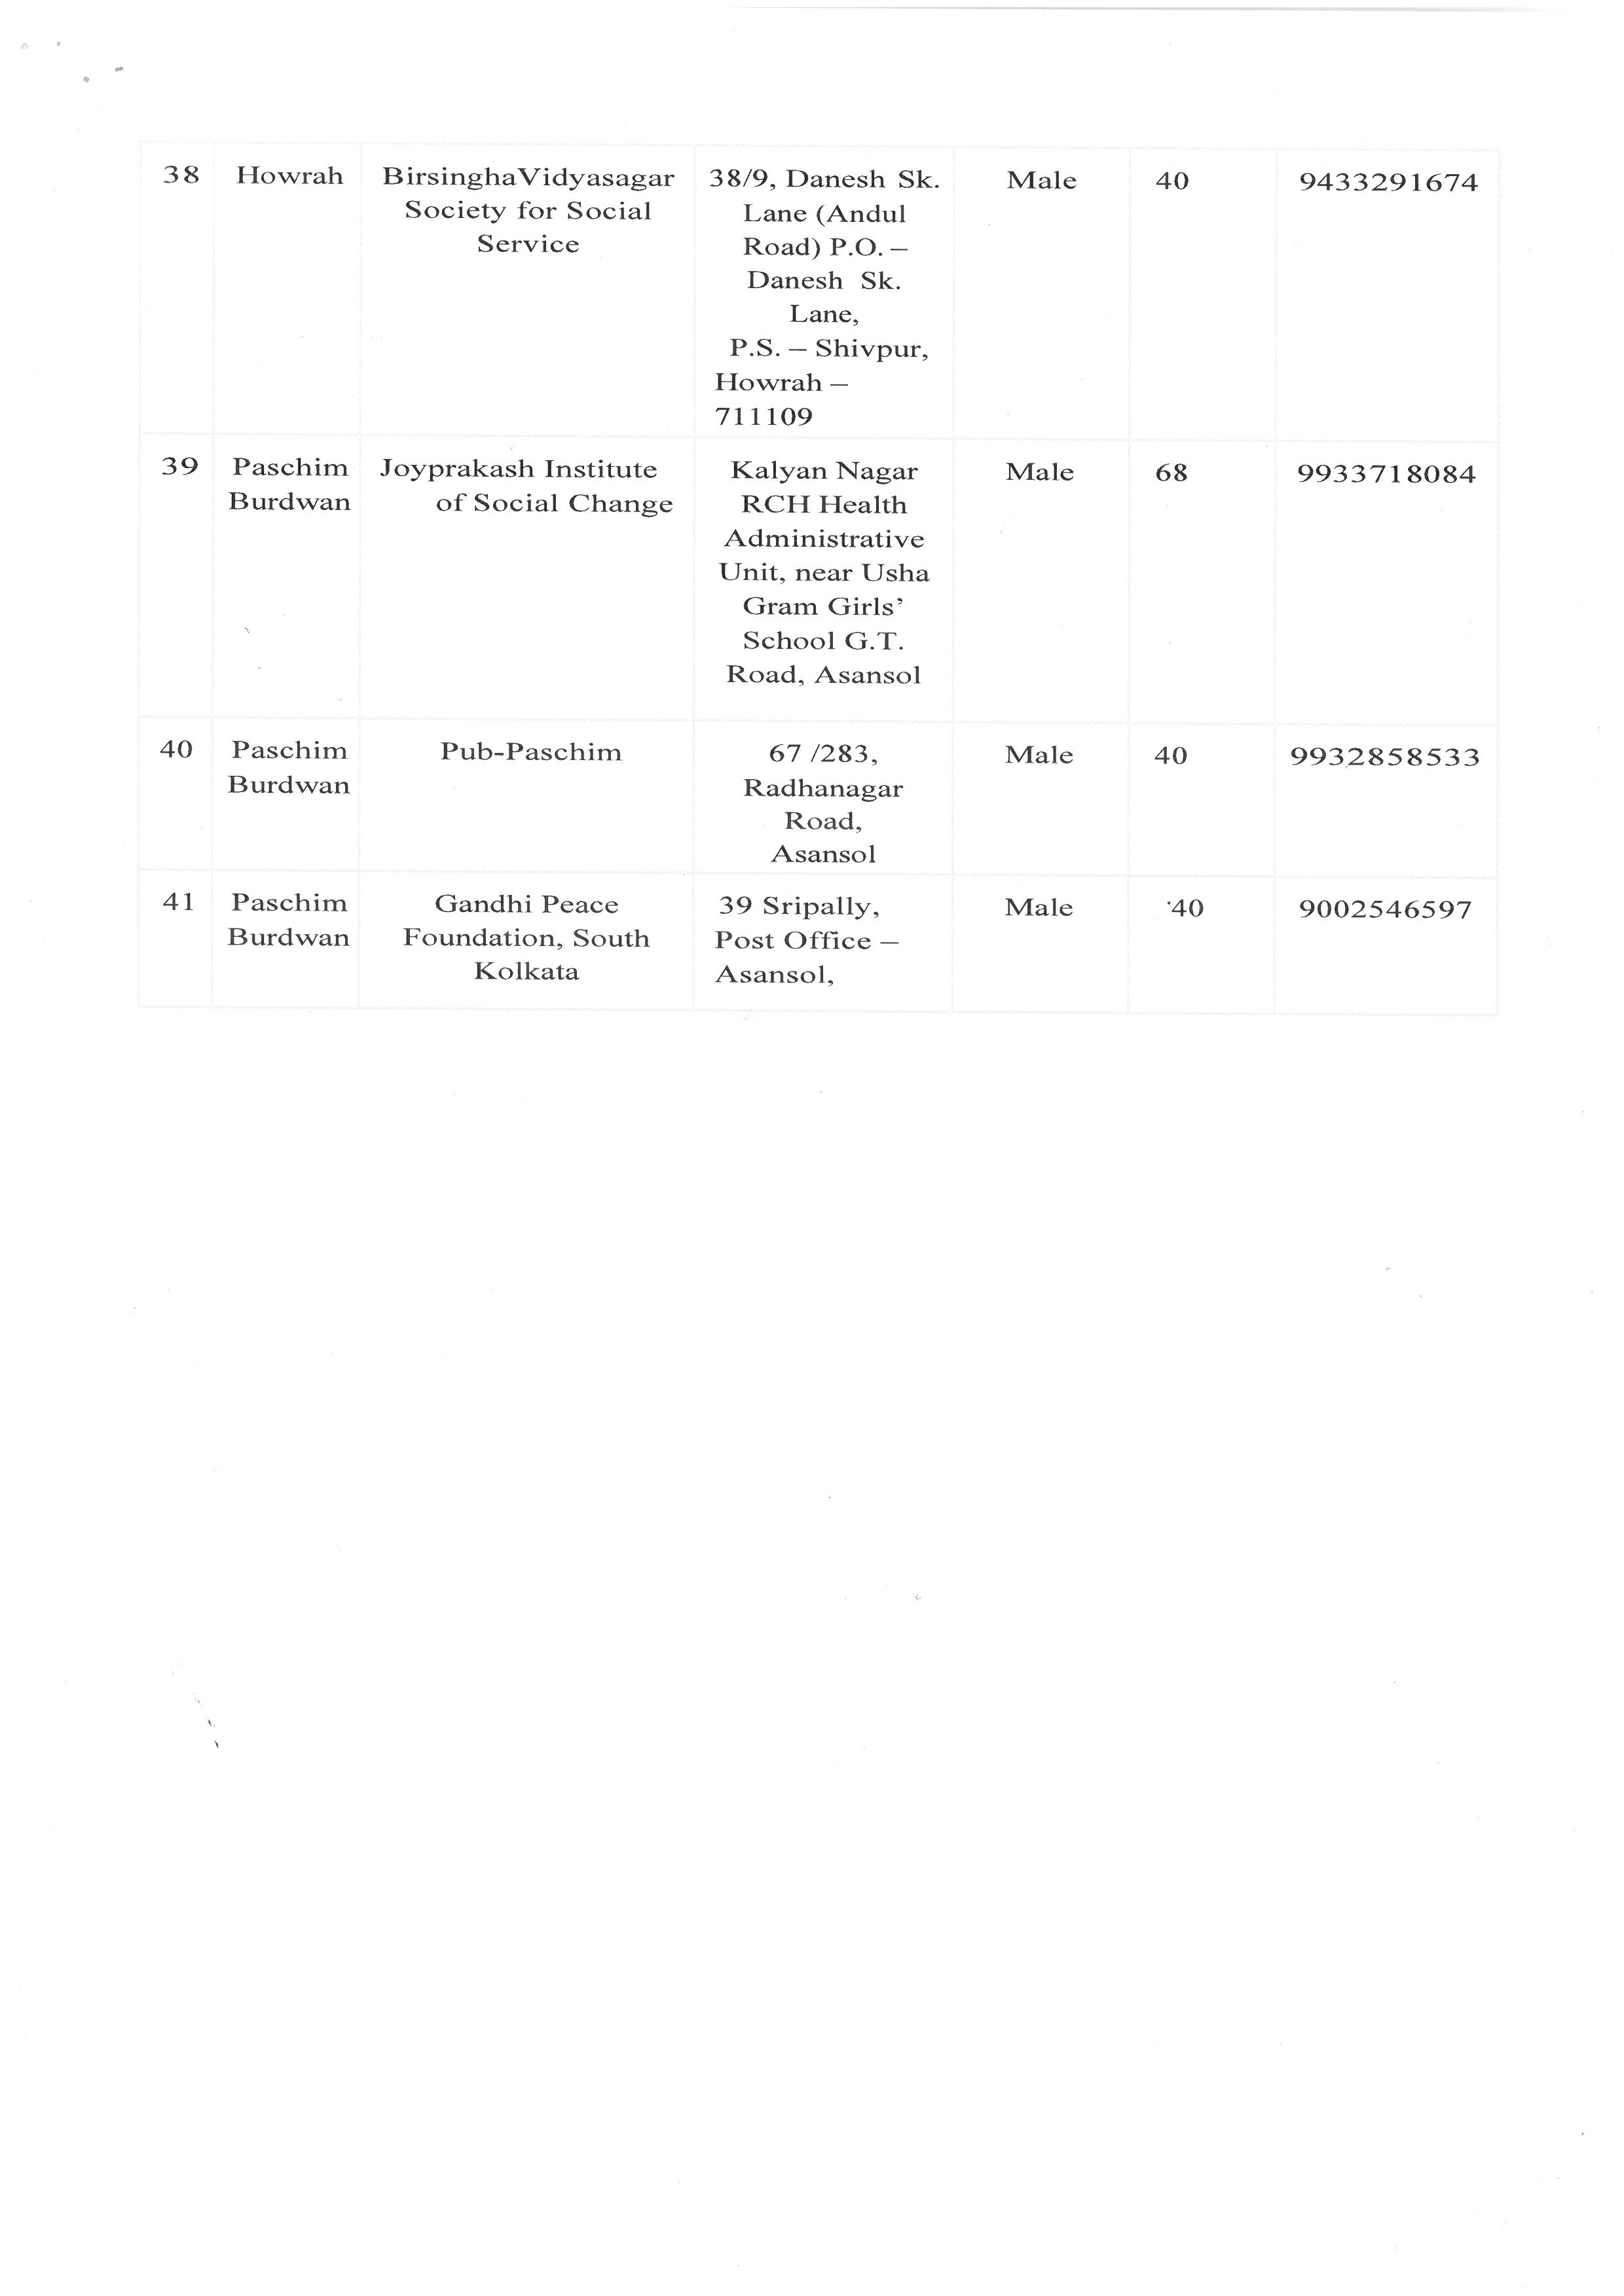 38 Howrah BirsinghaVidyasagar 38/9, Danesh Sk. Male 40 9433291674
Society for Social Lane (Andul
Service Road) P.O. –
Danesh Sk.
Lane,
P.S. – Shivpur,
Howrah –
711109
39 Paschim Joyprakash Institute Kalyan Nagar Male 68 9933718084
Burdwan of Social Change RCH Health
Administrative
Unit, near Usha
Gram Girls’
School G.T.
Road, Asansol
40 Paschim Pub-Paschim 67 /283, Male 40 9932858533
Burdwan Radhanagar
Road,
Asansol
41 Paschim Gandhi Peace 39 Sripally, Male 40 9002546597
Burdwan Foundation, South Post Office –
Kolkata Asansol,